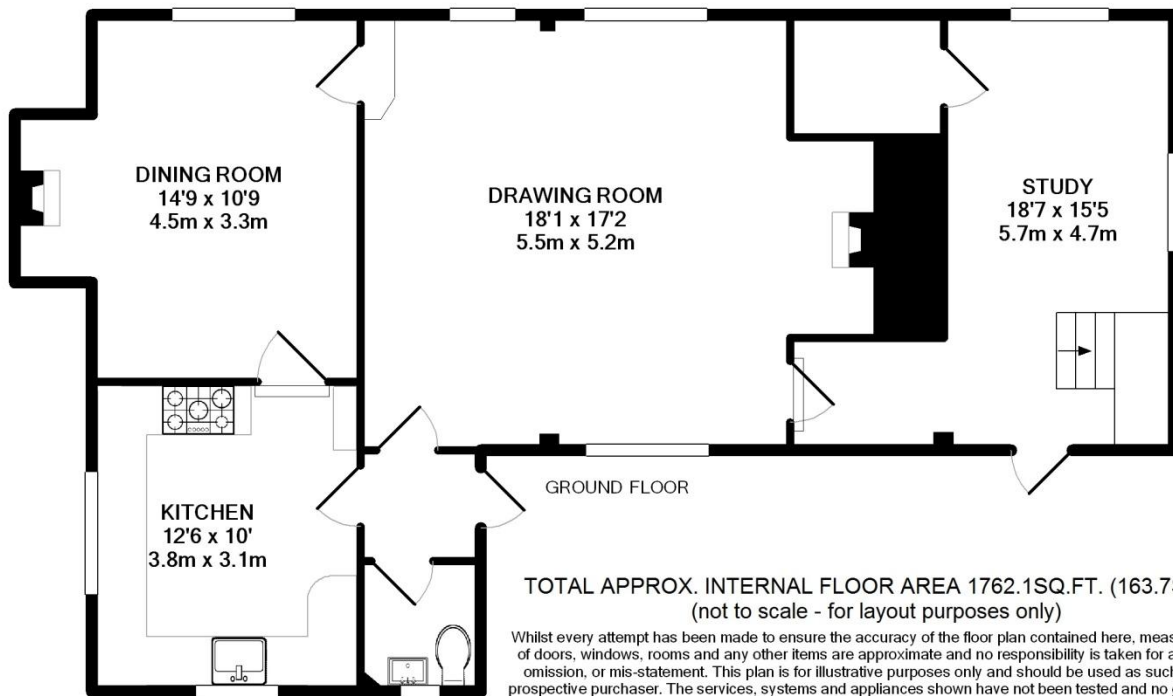 DINING ROOM
14'9 x 10'9
4.5m x 3.3m
DRAWING ROOM
18'1 x 17'2
5.5m x 5.2m
STUDY
18'7 x 15'5
5.7m x 4.7m
KITCHEN
12'6 x 10'
3.8m x 3.1m
GROUND FLOOR
TOTAL APPROX. INTERNAL FLOOR AREA 1762.1SQ.FT. (163.7
(not to scale - for layout purposes only)
Whilst every attempt has been made to ensure the accuracy of the floor plan contained here,
of doors, windows, rooms and any other items are approximate and no responsibility is taken for
omission, or mis-statement. This plan is for illustrative purposes only and should be used as
prospective purchaser. The services, systems and appliances shown have not been tested and no